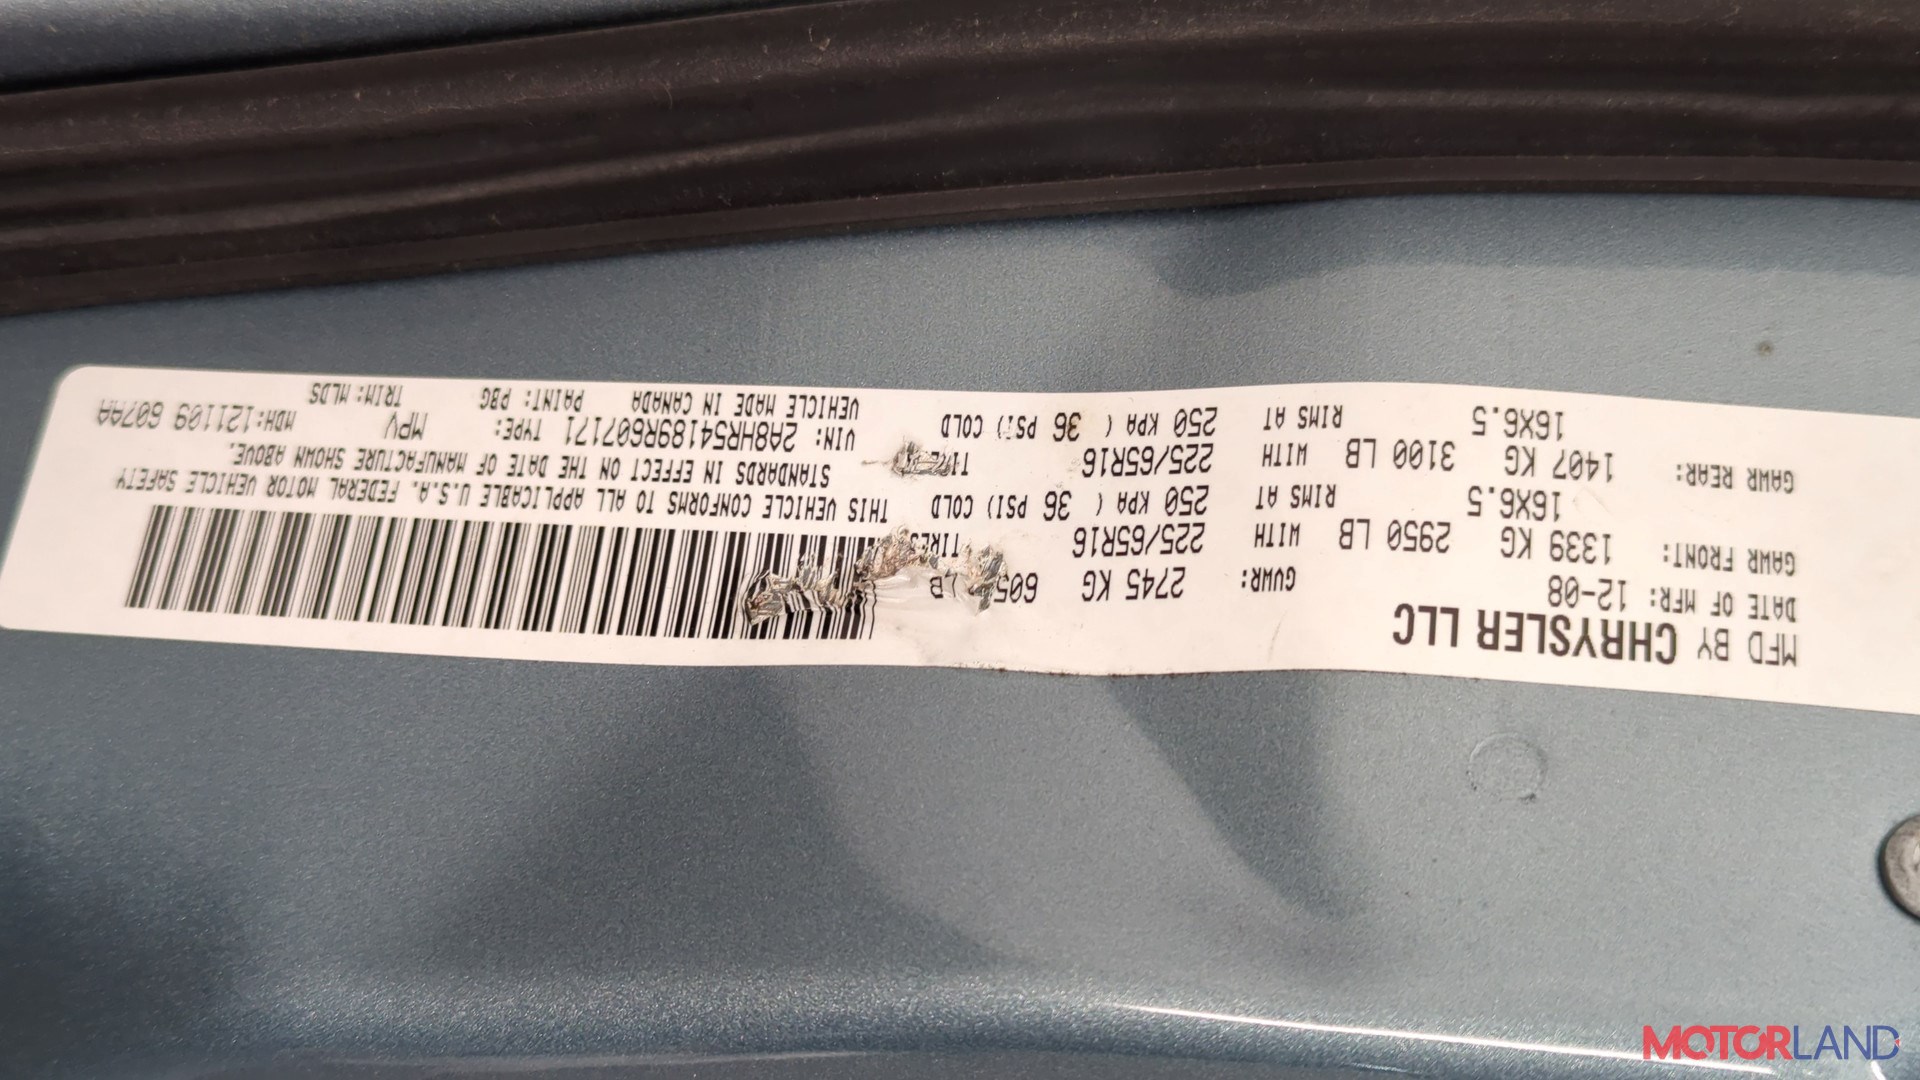 MFD BY CHRYSLER LLC
DATE OF MFR: 12-08 GVWR: 2745 KG LB
GAWR FRONT: 1339 KG 2950 LB WITH 225/65R16 TIRES
16X6.5 RIMS AT 250 KPA ( 36 PSI) COLD
GAWR REAR: 1407 KG 3100 LB WITH 225/65R16
16X6.5 RIMS AT 250 KPA ( 36 PSI) COLD
THIS VEHICLE CONFORMS TO ALL APPLICABLE U.S.A. FEDERAL MOTOR VEHICLE SAFETY
STANDARDS IN EFFECT ON THE DATE OF MANUFACTURE SHOWN ABOVE.
VIN: 2A8HR54189R607171 TYPE: MPV MDH:121109 607AA
VEHICLE MADE IN CANADA PAINT: PBG TRIM: MLDS
MOTORLAND